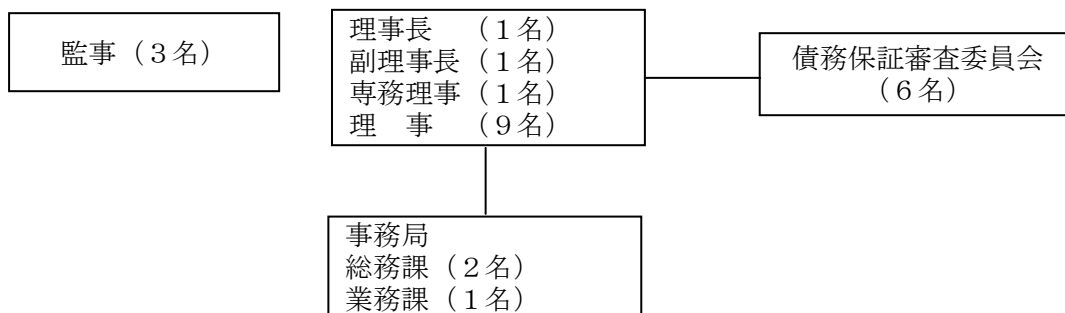 監事（３名）
理事長　（１名）
副理事長（１名）
専務理事（１名）
理　事　（９名）
債務保証審査委員会
（６名）
事務局
総務課（２名）
業務課（１名）